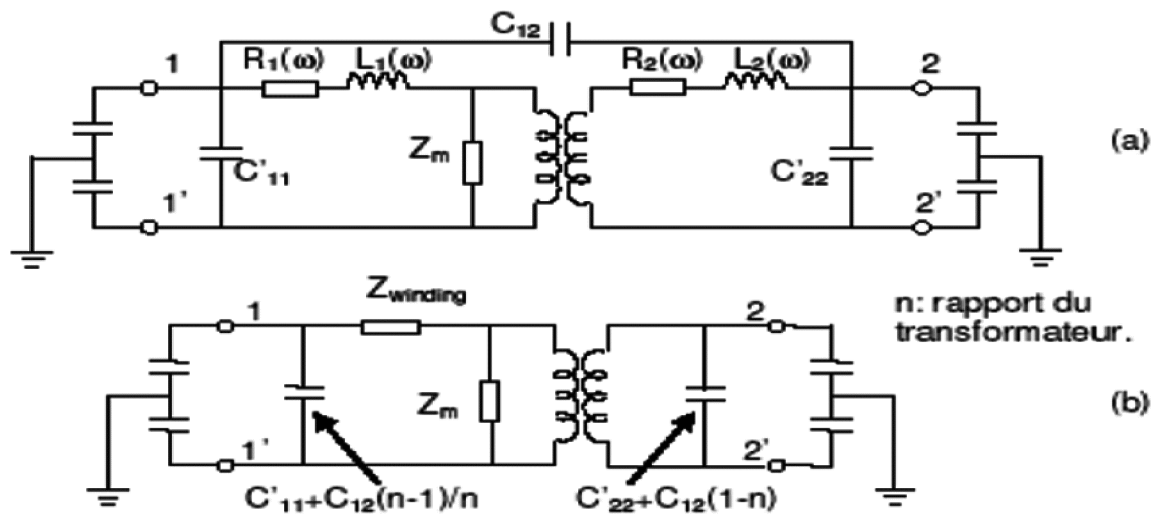 C₁₂
1 R₁(ω) L₁(ω) R₂(ω) L₂(ω) 2
Zₘ (a)
C'₁₁ C'₂₂
1' 2'
Z_winding
1 2 n: rapport du
transformateur.
Zₘ (b)
1' 2'
C'₁₁+C₁₂(n-1)/n C'₂₂+C₁₂(1-n)